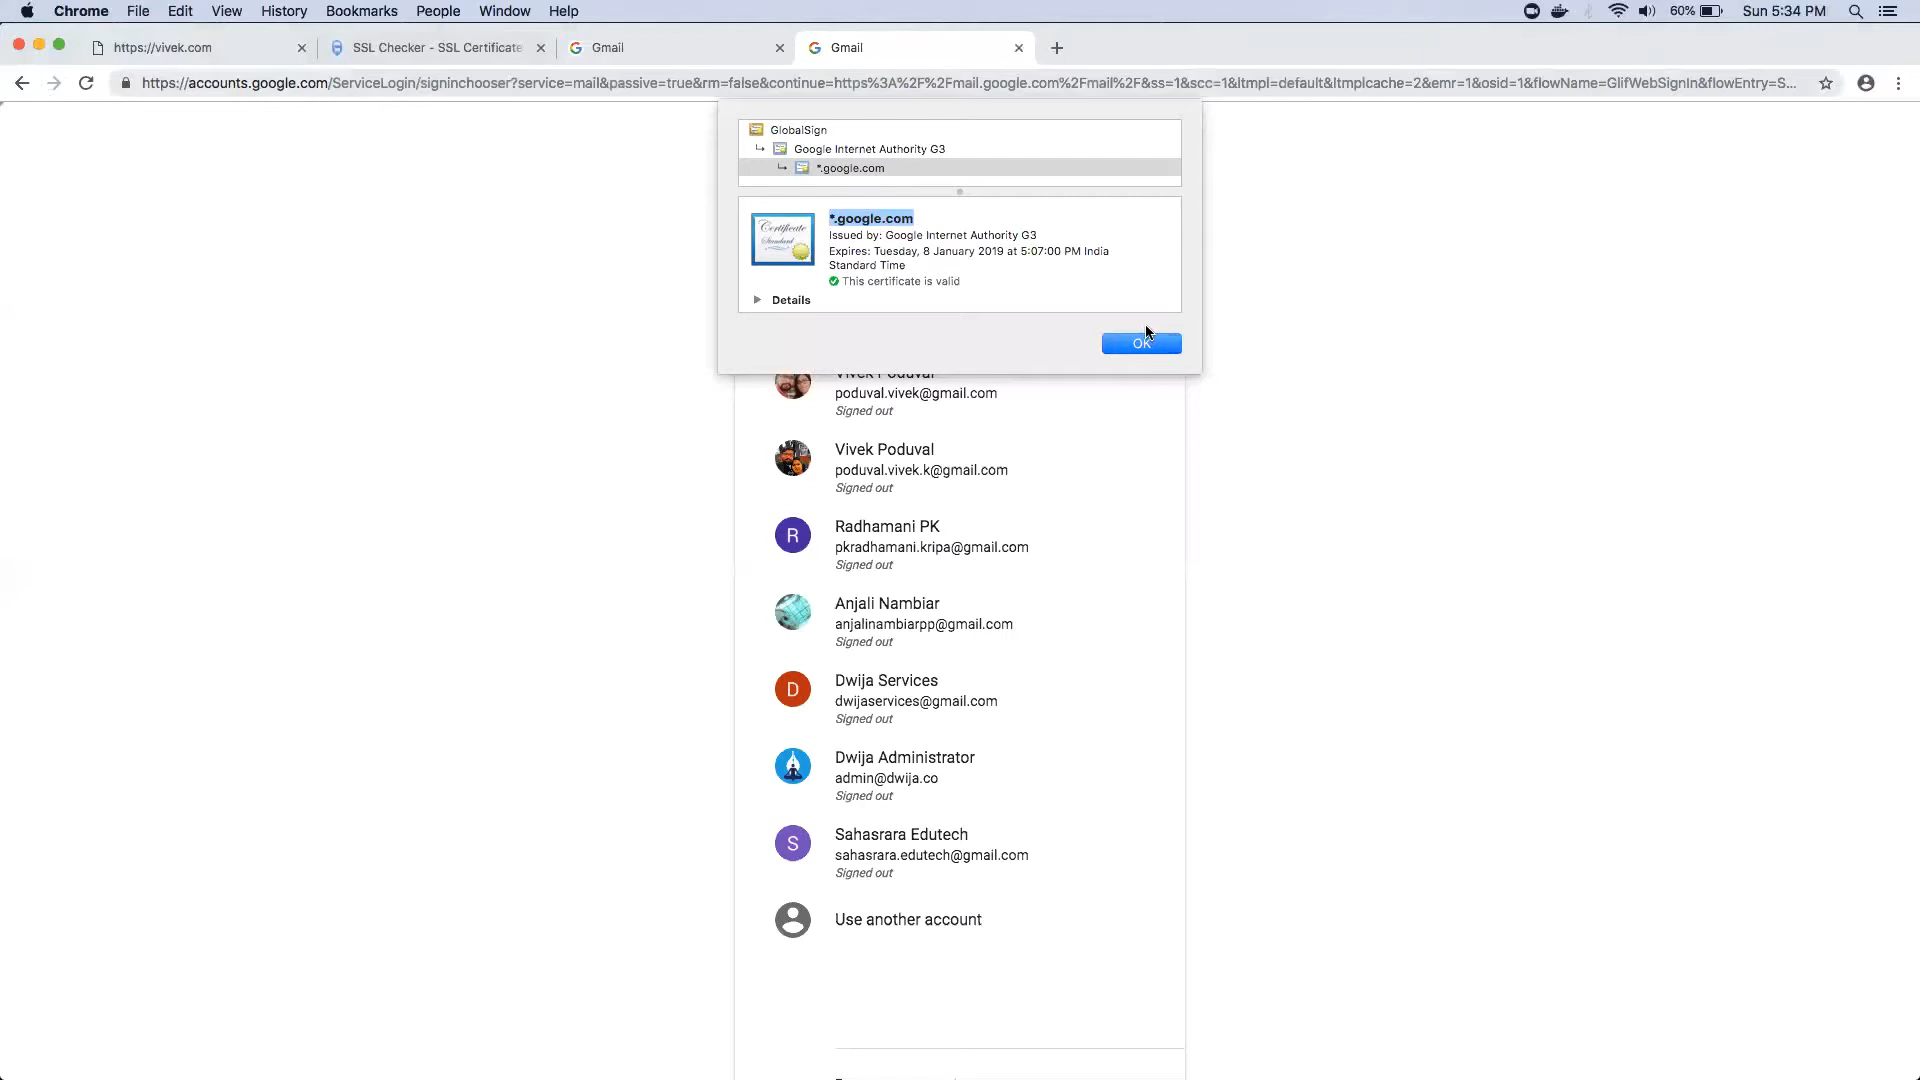 Chrome File Edit View History Bookmarks People Window Help 60% Sun 5:34 PM
https://vivek.com SSL Checker - SSL Certificate Gmail Gmail
https://accounts.google.com/ServiceLogin/signinchooser?service=mail&passive=true&rm=false&continue=https%3A%2F%2Fmail.google.com%2Fmail%2F&ss=1&scc=1&ltmpl=default&ltmplcache=2&emr=1&osid=1&flowName=GlifWebSignIn&flowEntry=S...
GlobalSign
Google Internet Authority G3
*.google.com
*.google.com
Issued by: Google Internet Authority G3
Expires: Tuesday, 8 January 2019 at 5:07:00 PM India
Standard Time
This certificate is valid
Details
OK
Vivek Poduval
poduval.vivek@gmail.com
Signed out
Vivek Poduval
poduval.vivek.k@gmail.com
Signed out
R
Radhamani PK
pkradhamani.kripa@gmail.com
Signed out
Anjali Nambiar
anjalinambiarpp@gmail.com
Signed out
D
Dwija Services
dwijaservices@gmail.com
Signed out
Dwija Administrator
admin@dwija.co
Signed out
S
Sahasrara Edutech
sahasrara.edutech@gmail.com
Signed out
Use another account